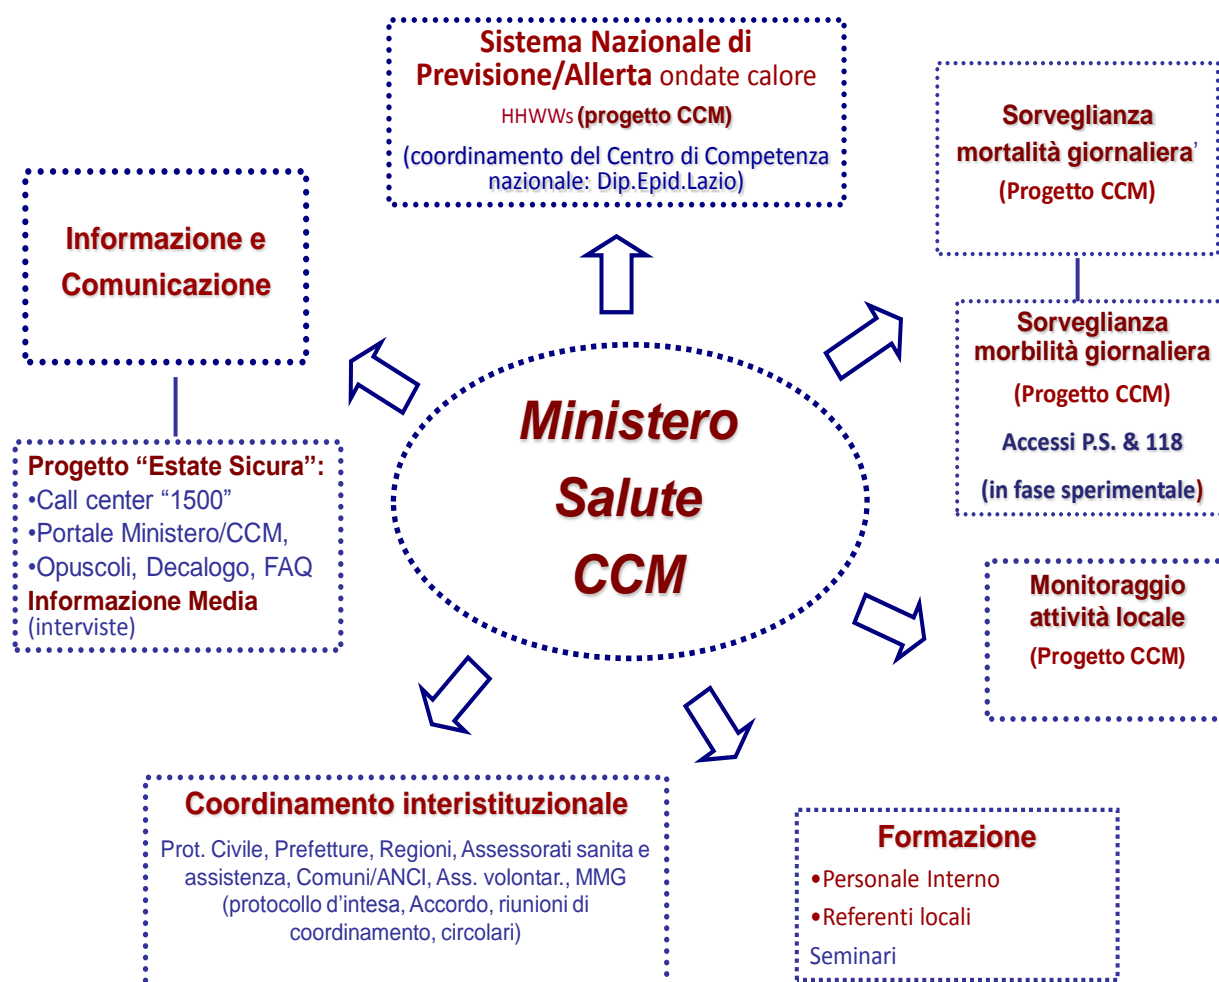 Sistema Nazionale di
Previsione/Allerta ondate calore
HHWWs (progetto CCM)
(coordinamento del Centro di Competenza
nazionale: Dip.Epid.Lazio)
Sorveglianza
mortalità giornaliera’
(Progetto CCM)
Informazione e
Comunicazione
Sorveglianza
morbilità giornaliera
(Progetto CCM)
Accessi P.S. & 118
(in fase sperimentale)
Ministero
Salute
CCM
Progetto “Estate Sicura”:
•Call center “1500”
•Portale Ministero/CCM,
•Opuscoli, Decalogo, FAQ
Informazione Media
(interviste)
Monitoraggio
attività locale
(Progetto CCM)
Coordinamento interistituzionale
Prot. Civile, Prefetture, Regioni, Assessorati sanita e
assistenza, Comuni/ANCI, Ass. volontar., MMG
(protocollo d’intesa, Accordo, riunioni di
coordinamento, circolari)
Formazione
•Personale Interno
•Referenti locali
Seminari